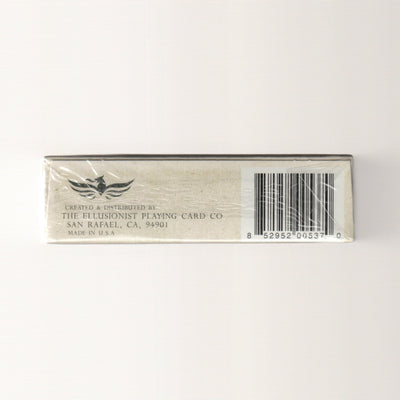 CREATED & DISTRIBUTED BY
THE ELLUSIONIST PLAYING CARD CO
SAN RAFAEL, CA, 94901
MADE IN U.S.A
8 52952 00537 0